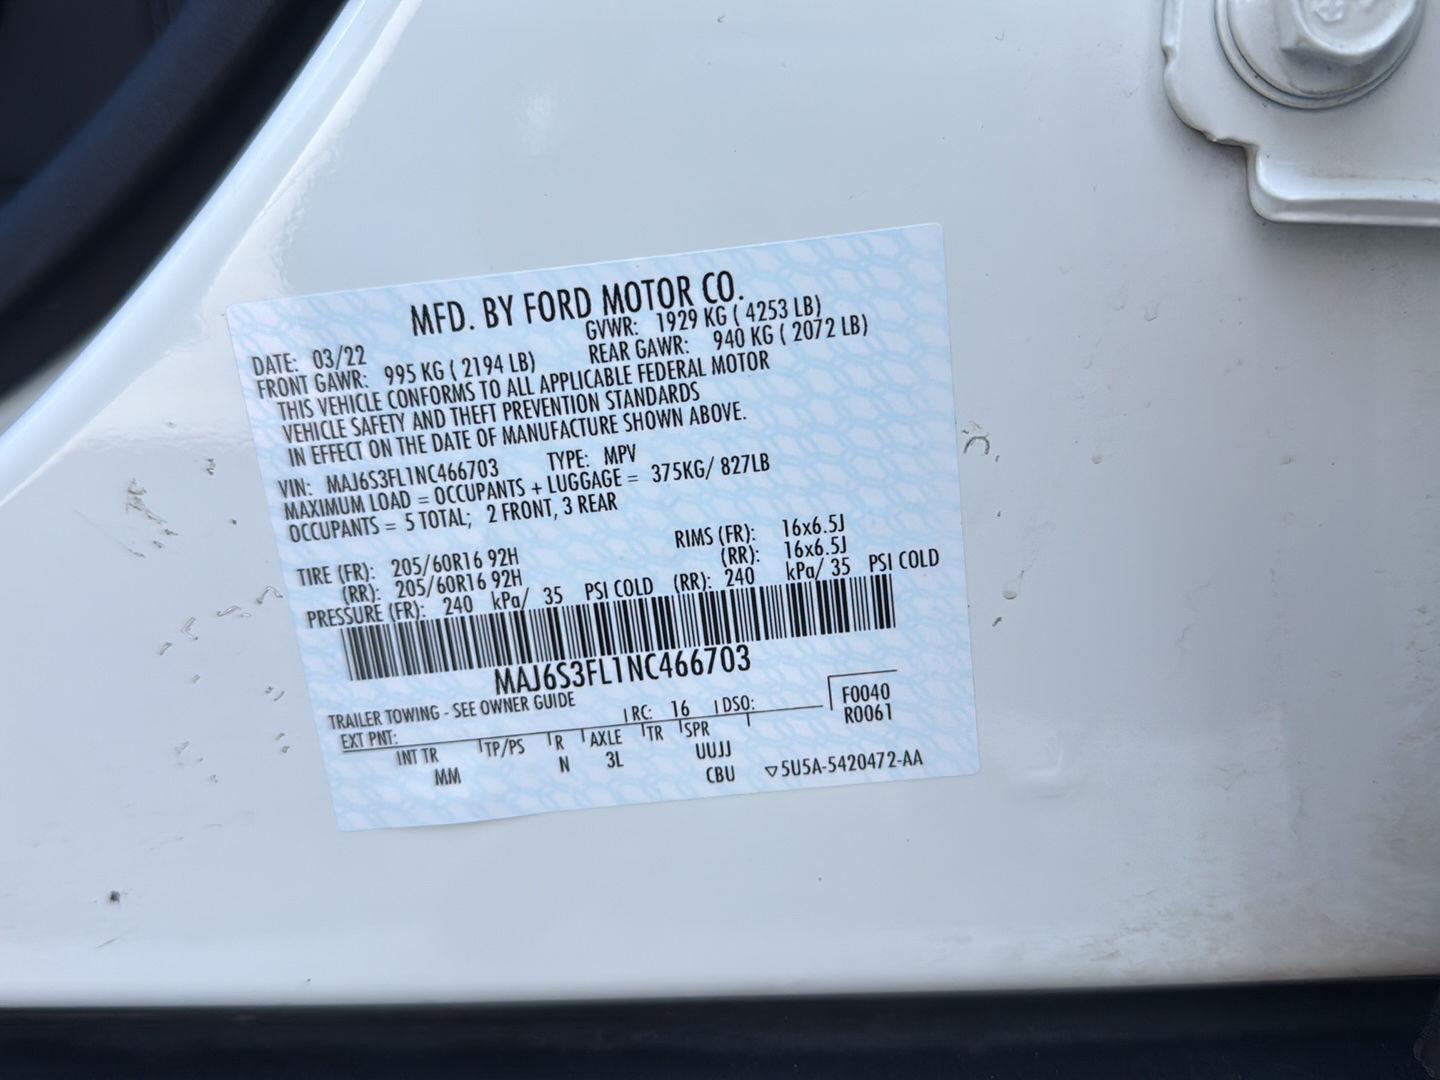 MFD. BY FORD MOTOR CO.
DATE: 03/22 GVWR: 1929 KG ( 4253 LB)
FRONT GAWR: 995 KG ( 2194 LB) REAR GAWR: 940 KG ( 2072 LB)
THIS VEHICLE CONFORMS TO ALL APPLICABLE FEDERAL MOTOR
VEHICLE SAFETY AND THEFT PREVENTION STANDARDS
IN EFFECT ON THE DATE OF MANUFACTURE SHOWN ABOVE.
VIN: MAJ6S3FL1NC466703 TYPE: MPV
MAXIMUM LOAD = OCCUPANTS + LUGGAGE = 375KG/ 827LB
OCCUPANTS = 5 TOTAL; 2 FRONT, 3 REAR
TIRE (FR): 205/60R16 92H RIMS (FR): 16x6.5J
(RR): 205/60R16 92H (RR): 16x6.5J
PRESSURE (FR): 240 kPa/ 35 PSI COLD (RR): 240 kPa/ 35 PSI COLD
MAJ6S3FL1NC466703
TRAILER TOWING - SEE OWNER GUIDE
EXT PNT: RC: 16 DSO: F0040
INT TR TP/PS R AXLE TR SPR R0061
MM N 3L UUJJ
CBU ▽5U5A-5420472-AA